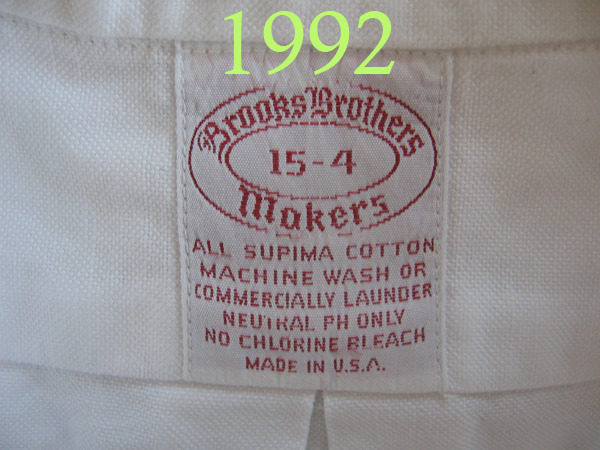 1992
Brooks Brothers
15-4
Makers
ALL SUPIMA COTTON
MACHINE WASH OR
COMMERCIALLY LAUNDER
NEUTRAL PH ONLY
NO CHLORINE BLEACH
MADE IN U.S.A.